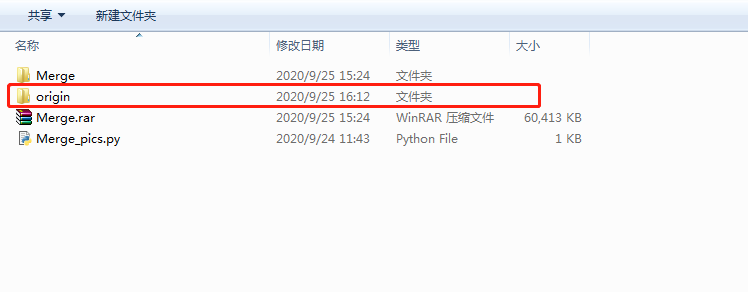 共享 新建文件夹
名称 修改日期 类型 大小
Merge 2020/9/25 15:24 文件夹
origin 2020/9/25 16:12 文件夹
Merge.rar 2020/9/25 15:24 WinRAR 压缩文件 60,413 KB
Merge_pics.py 2020/9/24 11:43 Python File 1 KB